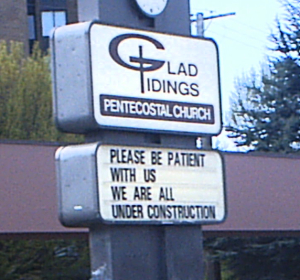 GLAD
TIDINGS
PENTECOSTAL CHURCH
PLEASE BE PATIENT
WITH US
WE ARE ALL
UNDER CONSTRUCTION